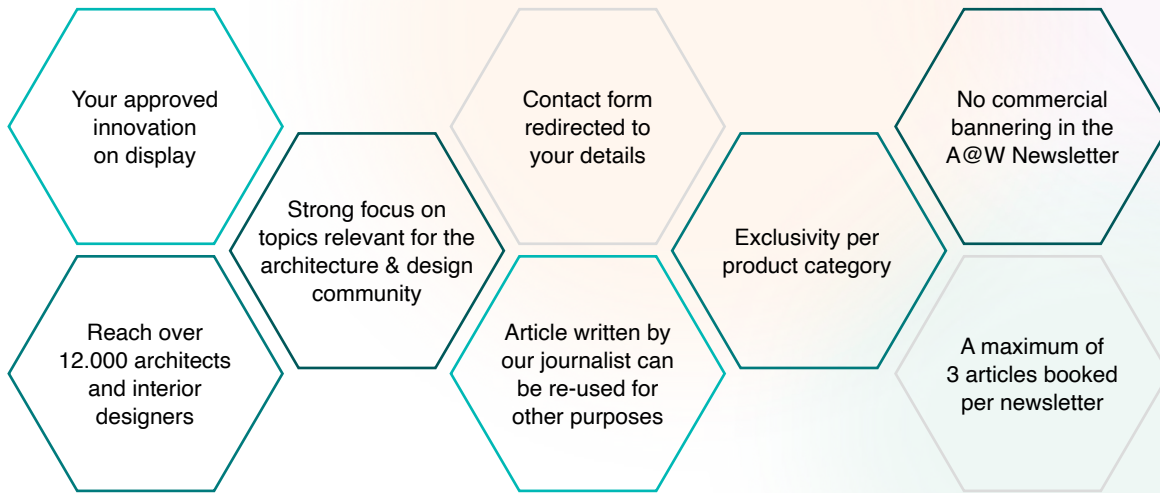 Your approved
innovation
on display
Reach over
12.000 architects
and interior
designers
Strong focus on
topics relevant for the
architecture & design
community
Contact form
redirected to
your details
Article written by
our journalist can
be re-used for
other purposes
Exclusivity per
product category
No commercial
bannering in the
A@W Newsletter
A maximum of
3 articles booked
per newsletter